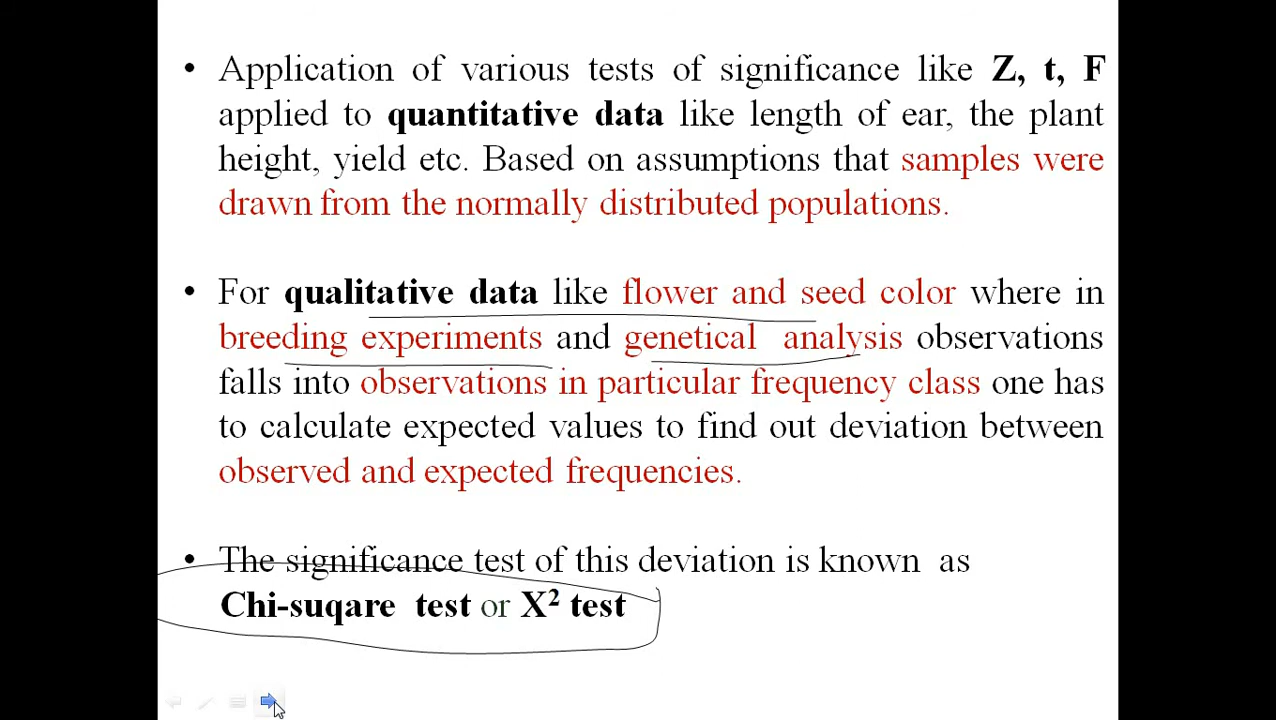 • Application of various tests of significance like Z, t, F
applied to quantitative data like length of ear, the plant
height, yield etc. Based on assumptions that samples were
drawn from the normally distributed populations.
• For qualitative data like flower and seed color where in
breeding experiments and genetical analysis observations
falls into observations in particular frequency class one has
to calculate expected values to find out deviation between
observed and expected frequencies.
• The significance test of this deviation is known as
Chi-suqare test or X² test